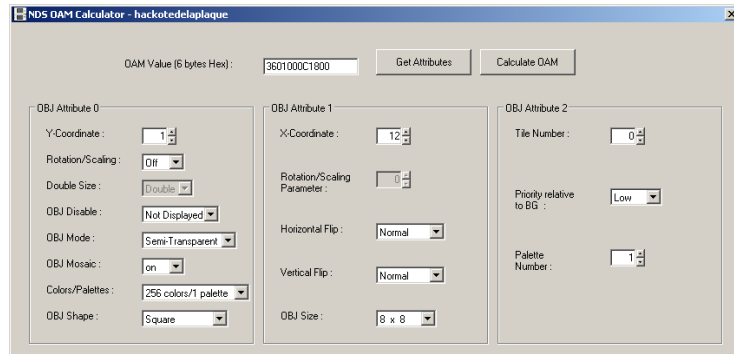 NDS OAM Calculator - hackotedelaplaque
OAM Value (6 bytes Hex) : 3601000C1800 Get Attributes Calculate OAM
OBJ Attribute 0
Y-Coordinate : 1
Rotation/Scaling : Off
Double Size : Double
OBJ Disable : Not Displayed
OBJ Mode : Semi-Transparent
OBJ Mosaic : on
Colors/Palettes : 256 colors/1 palette
OBJ Shape : Square
OBJ Attribute 1
X-Coordinate : 12
Rotation/Scaling
Parameter : 0
Horizontal Flip : Normal
Vertical Flip : Normal
OBJ Size : 8 x 8
OBJ Attribute 2
Tile Number : 0
Priority relative
to BG : Low
Palette
Number : 1